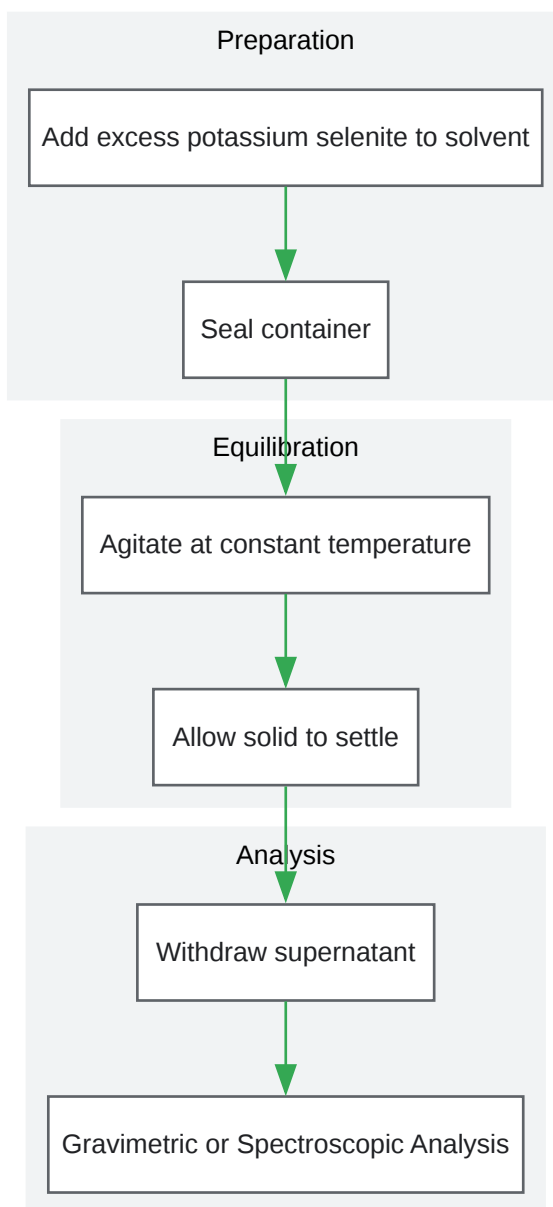 Preparation
Add excess potassium selenite to solvent
Seal container
Equilibration
Agitate at constant temperature
Allow solid to settle
Analysis
Withdraw supernatant
Gravimetric or Spectroscopic Analysis